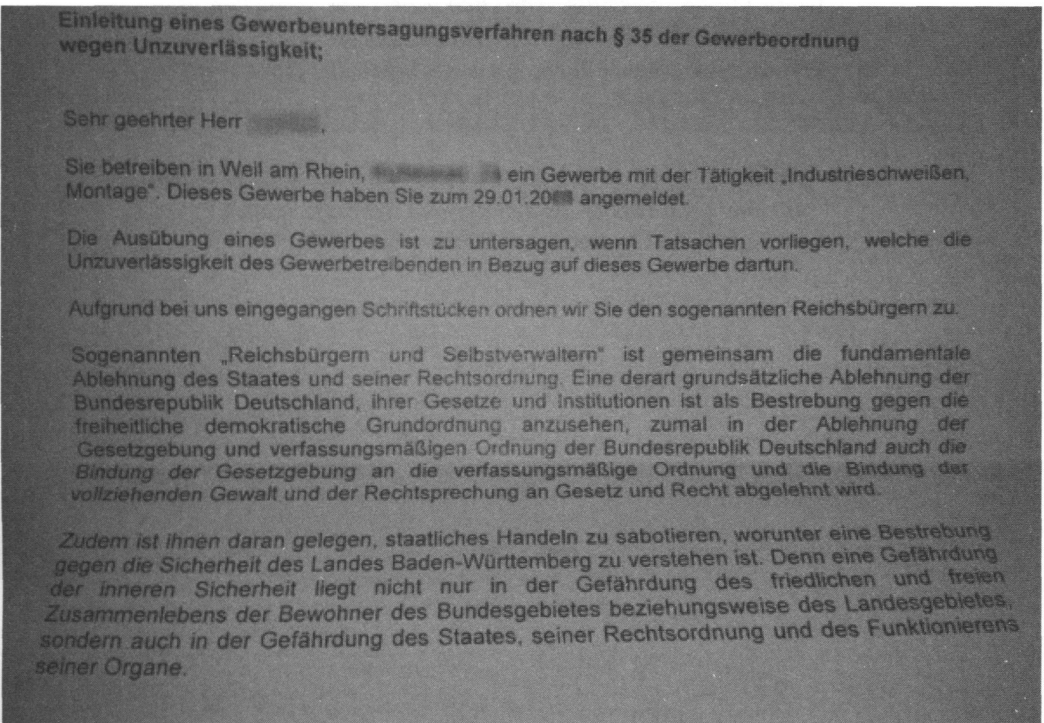 Einleitung eines Gewerbeuntersagungsverfahren nach § 35 der Gewerbeordnung
wegen Unzuverlässigkeit;
Sehr geehrter Herr ,
Sie betreiben in Weil am Rhein, ein Gewerbe mit der Tätigkeit „Industrieschweißen,
Montage“. Dieses Gewerbe haben Sie zum 29.01.20 angemeldet.
Die Ausübung eines Gewerbes ist zu untersagen, wenn Tatsachen vorliegen, welche die
Unzuverlässigkeit des Gewerbetreibenden in Bezug auf dieses Gewerbe dartun.
Aufgrund bei uns eingegangen Schriftstücken ordnen wir Sie den sogenannten Reichsbürgern zu.
Sogenannten „Reichsbürgern und Selbstverwaltern“ ist gemeinsam die fundamentale
Ablehnung des Staates und seiner Rechtsordnung. Eine derart grundsätzliche Ablehnung der
Bundesrepublik Deutschland, ihrer Gesetze und Institutionen ist als Bestrebung gegen die
freiheitliche demokratische Grundordnung anzusehen, zumal in der Ablehnung der
Gesetzgebung und verfassungsmäßigen Ordnung der Bundesrepublik Deutschland auch die
Bindung der Gesetzgebung an die verfassungsmäßige Ordnung und die Bindung der
vollziehenden Gewalt und der Rechtsprechung an Gesetz und Recht abgelehnt wird.
Zudem ist ihnen daran gelegen, staatliches Handeln zu sabotieren, worunter eine Bestrebung
gegen die Sicherheit des Landes Baden-Württemberg zu verstehen ist. Denn eine Gefährdung
der inneren Sicherheit liegt nicht nur in der Gefährdung des friedlichen und freien
Zusammenlebens der Bewohner des Bundesgebietes beziehungsweise des Landesgebietes,
sondern auch in der Gefährdung des Staates, seiner Rechtsordnung und des Funktionierens
seiner Organe.